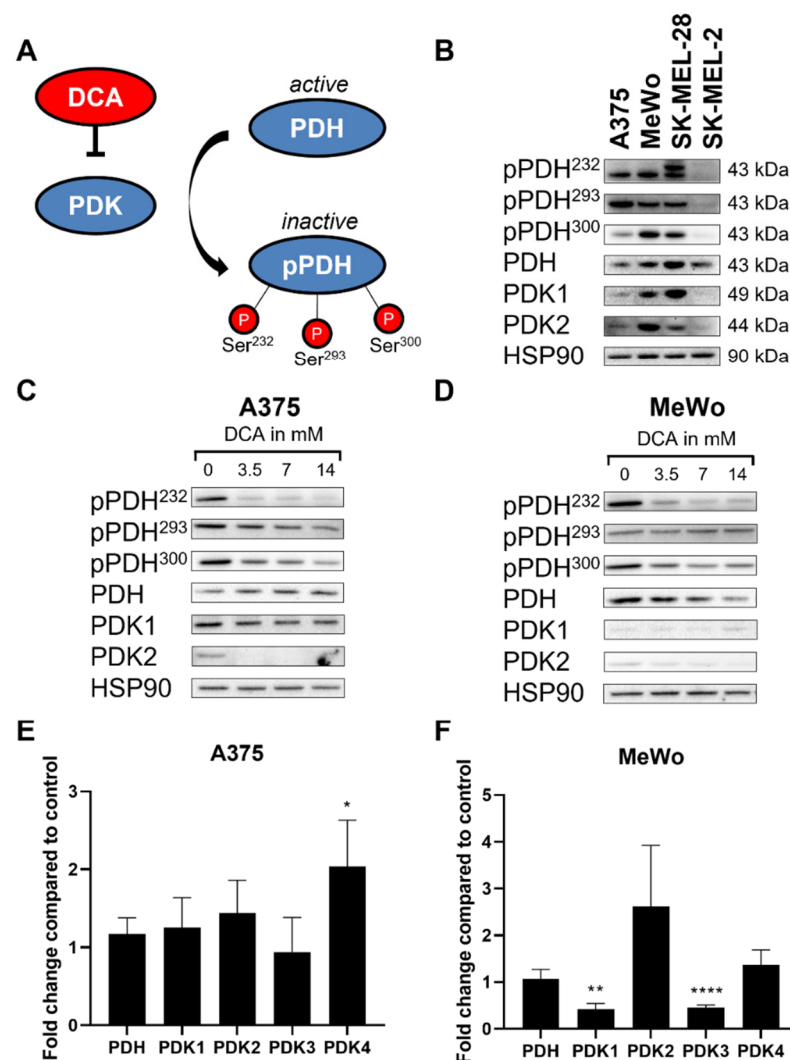 A
DCA
PDK
active
PDH
inactive
pPDH
P
P
P
Ser²³²
Ser²⁹³
Ser³⁰⁰
B
A375
MeWo
SK-MEL-28
SK-MEL-2
pPDH²³² 43 kDa
pPDH²⁹³ 43 kDa
pPDH³⁰⁰ 43 kDa
PDH 43 kDa
PDK1 49 kDa
PDK2 44 kDa
HSP90 90 kDa
C
A375
DCA in mM
0 3.5 7 14
pPDH²³²
pPDH²⁹³
pPDH³⁰⁰
PDH
PDK1
PDK2
HSP90
D
MeWo
DCA in mM
0 3.5 7 14
pPDH²³²
pPDH²⁹³
pPDH³⁰⁰
PDH
PDK1
PDK2
HSP90
E
A375
Fold change compared to control
3
2
1
0
*
PDH PDK1 PDK2 PDK3 PDK4
F
MeWo
Fold change compared to control
5
4
3
2
1
0
**
****
PDH PDK1 PDK2 PDK3 PDK4